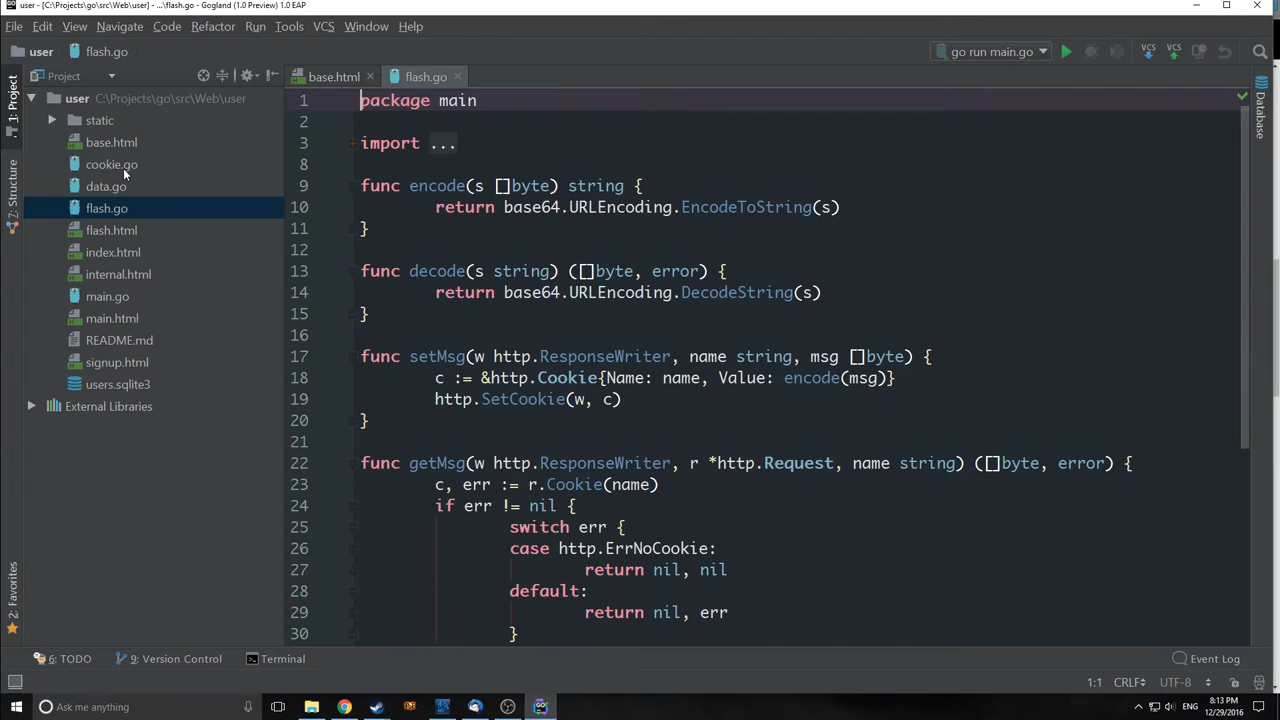 user - [C:\Projects\go\src\Web\user] - ...\flash.go - Gogland (1.0 Preview) 1.0 EAP
File Edit View Navigate Code Refactor Run Tools VCS Window Help
user flash.go go run main.go VCS VCS
1: Project
7: Structure
2: Favorites
Project
user C:\Projects\go\src\Web\user
static
base.html
cookie.go
data.go
flash.go
flash.html
index.html
internal.html
main.go
main.html
README.md
signup.html
users.sqlite3
External Libraries
base.html flash.go
1 package main
2
3 import ...
8
9 func encode(s []byte) string {
10 return base64.URLEncoding.EncodeToString(s)
11 }
12
13 func decode(s string) ([]byte, error) {
14 return base64.URLEncoding.DecodeString(s)
15 }
16
17 func setMsg(w http.ResponseWriter, name string, msg []byte) {
18 c := &http.Cookie{Name: name, Value: encode(msg)}
19 http.SetCookie(w, c)
20 }
21
22 func getMsg(w http.ResponseWriter, r *http.Request, name string) ([]byte, error) {
23 c, err := r.Cookie(name)
24 if err != nil {
25 switch err {
26 case http.ErrNoCookie:
27 return nil, nil
28 default:
29 return nil, err
30 }
Database
6: TODO 9: Version Control Terminal Event Log
1:1 CRLF UTF-8
Ask me anything
ENG 8:13 PM
12/29/2016